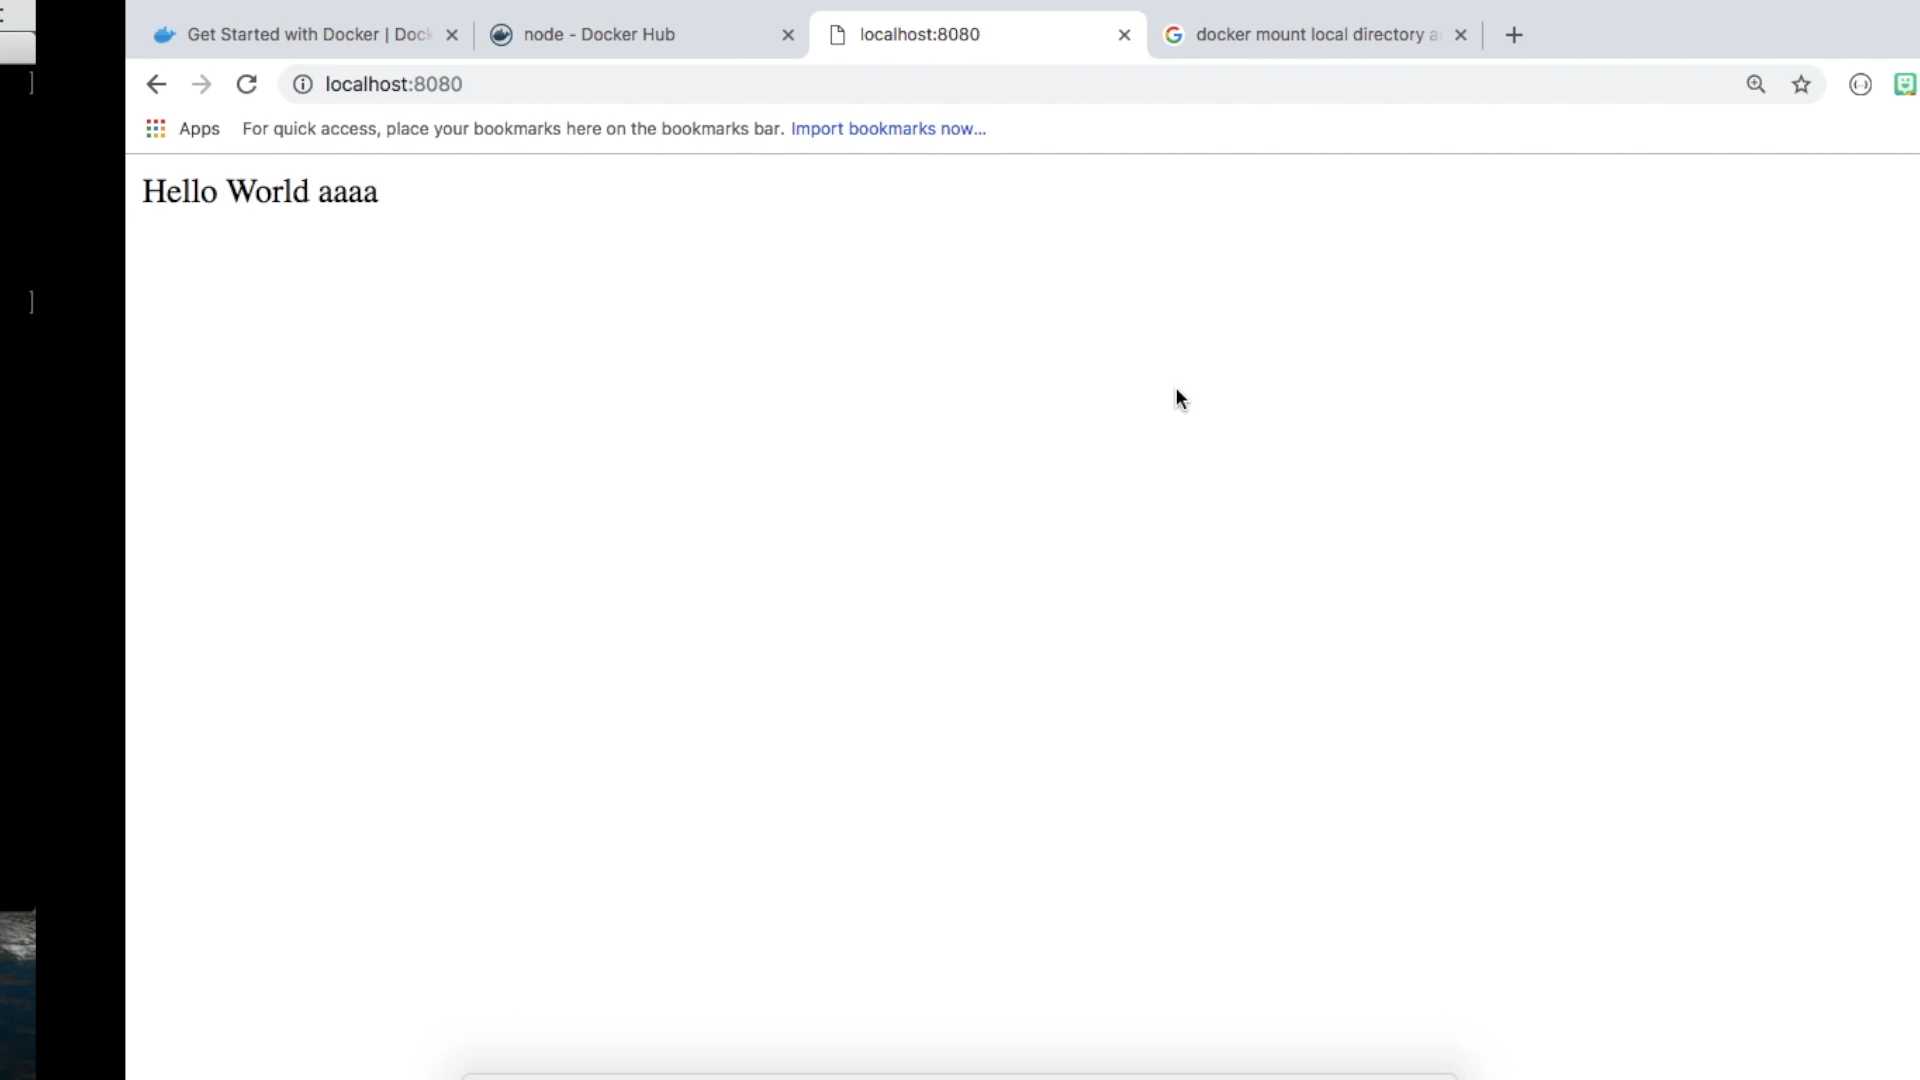 Get Started with Docker | Dock
node - Docker Hub
localhost:8080
docker mount local directory a
localhost:8080
Apps
For quick access, place your bookmarks here on the bookmarks bar. Import bookmarks now...
Hello World aaaa
]
]